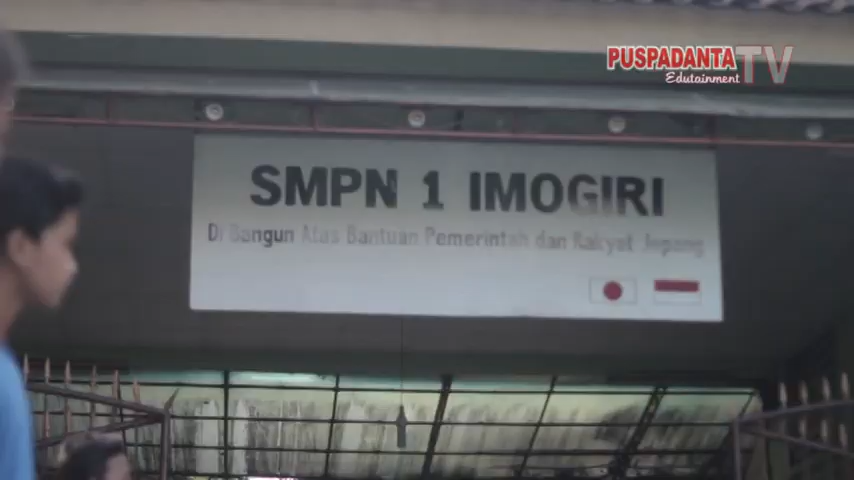 PUSPADANTA TV
Edutainment
SMPN 1 IMOGIRI
Di Bangun Atas Bantuan Pemerintah dan Rakyat Jepang